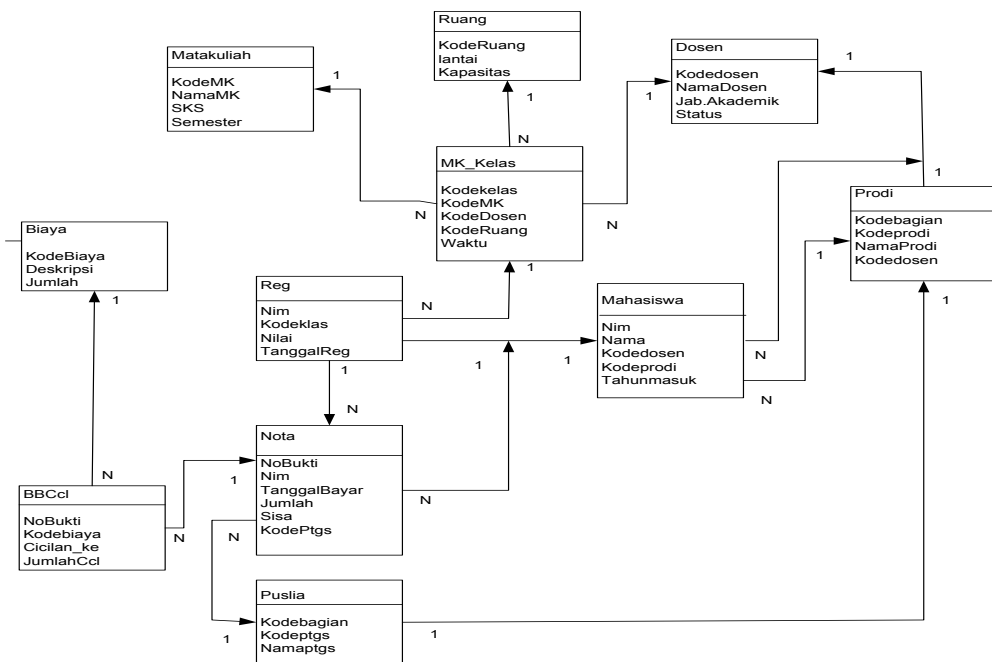 Ruang
KodeRuang
lantai
Kapasitas
Matakuliah
KodeMK
NamaMK
SKS
Semester
Dosen
Kodedosen
NamaDosen
Jab.Akademik
Status
1
1
1
1
N
MK_Kelas
Kodekelas
KodeMK
KodeDosen
KodeRuang
Waktu
N
N
1
Prodi
Kodebagian
Kodeprodi
NamaProdi
Kodedosen
1
1
1
Biaya
KodeBiaya
Deskripsi
Jumlah
1
Reg
Nim
Kodeklas
Nilai
TanggalReg
N
1
1
1
N
Mahasiswa
Nim
Nama
Kodedosen
Kodeprodi
Tahunmasuk
N
N
Nota
NoBukti
Nim
TanggalBayar
Jumlah
Sisa
KodePtgs
N
1
N
N
BBCcl
NoBukti
Kodebiaya
Cicilan_ke
JumlahCcl
N
Puslia
Kodebagian
Kodeptgs
Namaptgs
1
1